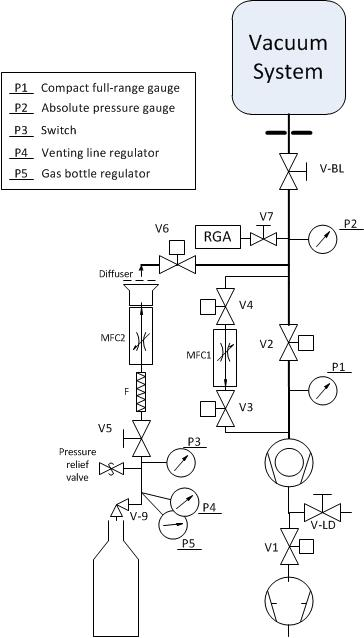 Vacuum
System
P1 Compact full-range gauge
P2 Absolute pressure gauge
P3 Switch
P4 Venting line regulator
P5 Gas bottle regulator
V-BL
V7
P2
V6
RGA
Diffuser
V4
MFC2
MFC1
V2
P1
F
V3
V5
P3
Pressure
relief
valve
V-9
P4
P5
V-LD
V1